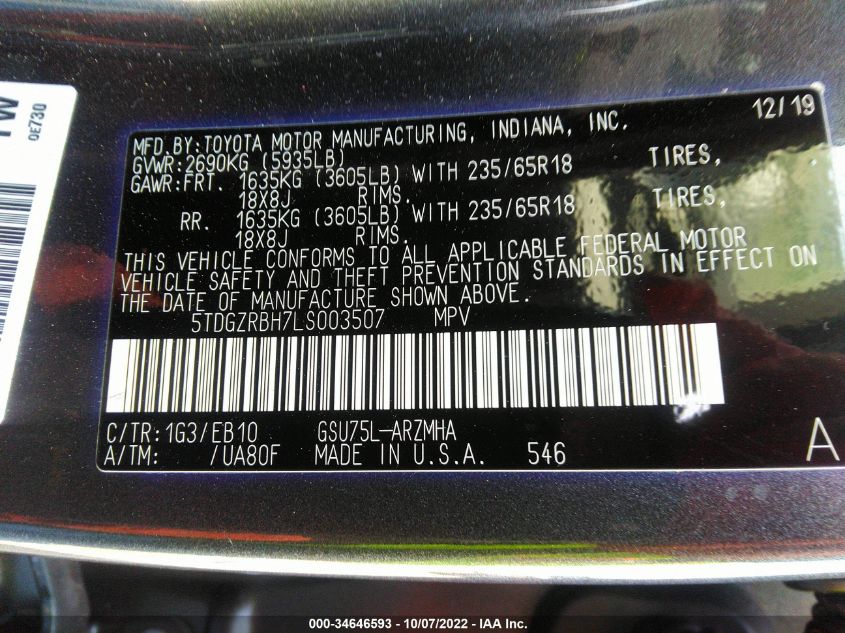 TW
0E730
12/19
MFD.BY:TOYOTA MOTOR MANUFACTURING, INDIANA, INC.
GVWR:2690KG (5935LB)
GAWR:FRT. 1635KG (3605LB) WITH 235/65R18 TIRES,
18X8J RIMS.
RR. 1635KG (3605LB) WITH 235/65R18 TIRES,
18X8J RIMS.
THIS VEHICLE CONFORMS TO ALL APPLICABLE FEDERAL MOTOR
VEHICLE SAFETY AND THEFT PREVENTION STANDARDS IN EFFECT ON
THE DATE OF MANUFACTURE SHOWN ABOVE.
5TDGZRBH7LS003507 MPV
C/TR:1G3/EB10 GSU75L-ARZMHA
A/TM: /UA80F MADE IN U.S.A. 546
A
000-34646593 - 10/07/2022 - IAA Inc.